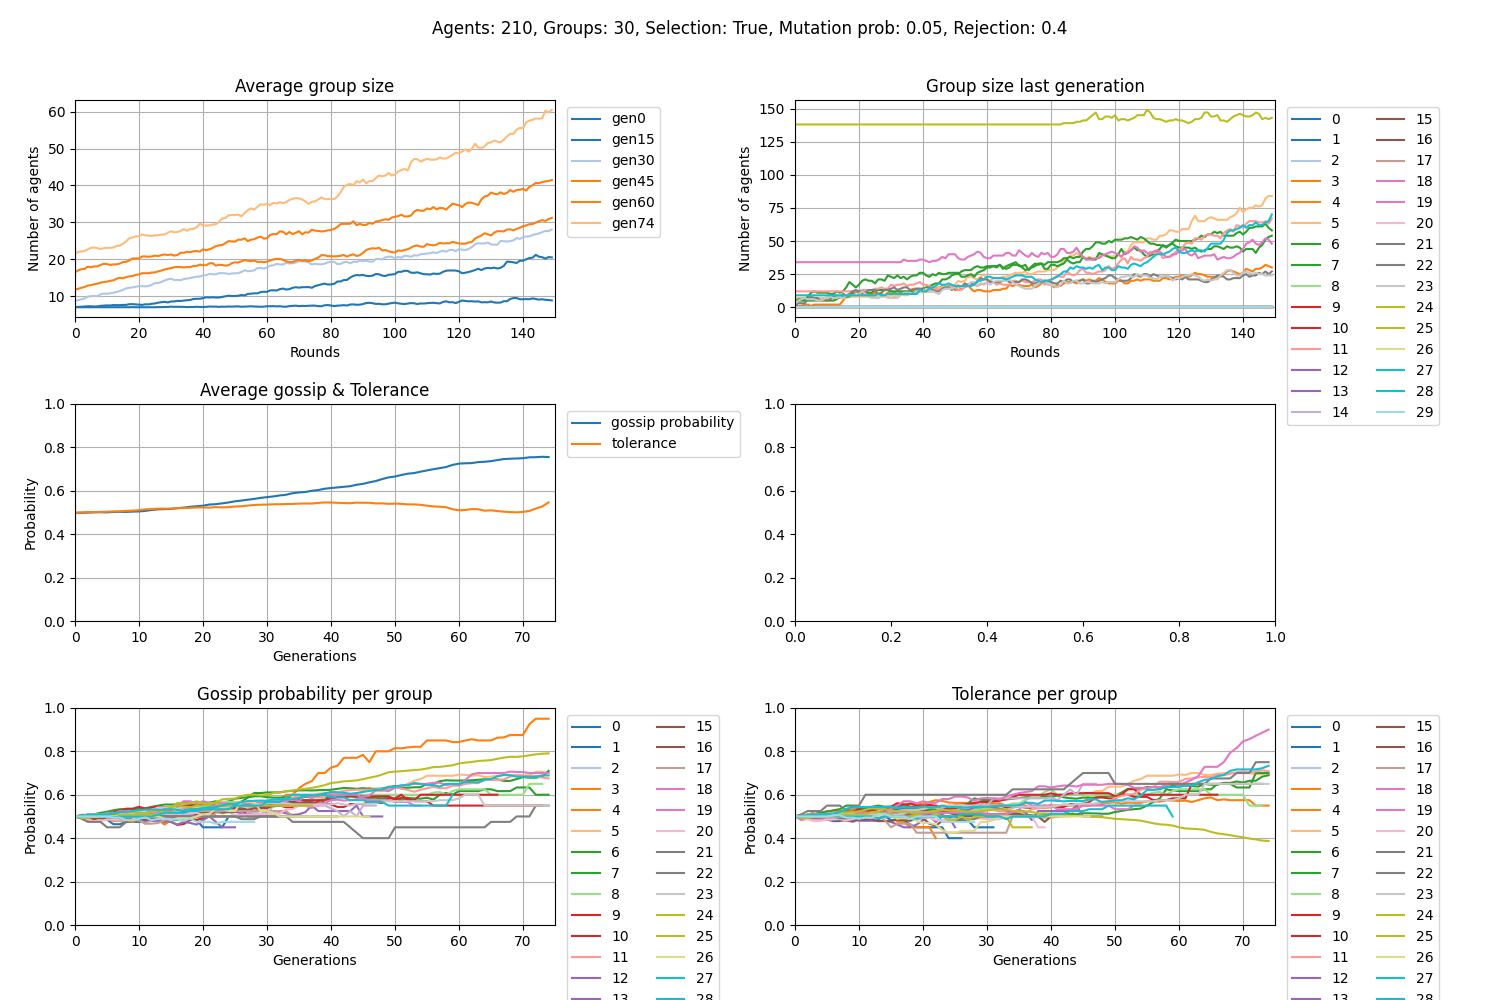 Agents: 210, Groups: 30, Selection: True, Mutation prob: 0.05, Rejection: 0.4
Average group size
Number of agents
60
50
40
30
20
10
0 20 40 60 80 100 120 140
Rounds
gen0
gen15
gen30
gen45
gen60
gen74
Group size last generation
Number of agents
150
125
100
75
50
25
0
0 20 40 60 80 100 120 140
Rounds
0 15
1 16
2 17
3 18
4 19
5 20
6 21
7 22
8 23
9 24
10 25
11 26
12 27
13 28
14 29
Average gossip & Tolerance
Probability
1.0
0.8
0.6
0.4
0.2
0.0
0 10 20 30 40 50 60 70
Generations
gossip probability
tolerance
1.0
0.8
0.6
0.4
0.2
0.0
0.0 0.2 0.4 0.6 0.8 1.0
Gossip probability per group
Probability
1.0
0.8
0.6
0.4
0.2
0.0
0 10 20 30 40 50 60 70
Generations
0 15
1 16
2 17
3 18
4 19
5 20
6 21
7 22
8 23
9 24
10 25
11 26
12 27
13 28
Tolerance per group
Probability
1.0
0.8
0.6
0.4
0.2
0.0
0 10 20 30 40 50 60 70
Generations
0 15
1 16
2 17
3 18
4 19
5 20
6 21
7 22
8 23
9 24
10 25
11 26
12 27
13 28